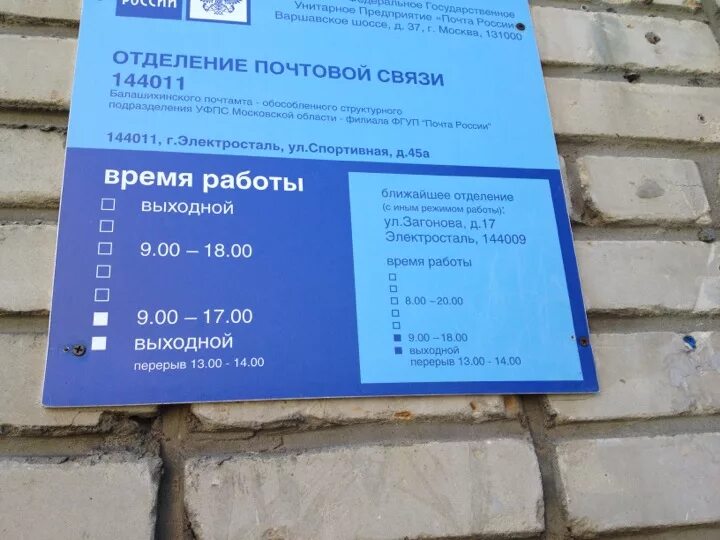 РОССИИ
Федеральное Государственное
Унитарное Предприятие «Почта России
Варшавское шоссе, д. 37, г. Москва, 131000
ОТДЕЛЕНИЕ ПОЧТОВОЙ СВЯЗИ
144011
Балашихинского почтамта - обособленного структурного
подразделения УФПС Московской области - филиала ФГУП "Почта России"
144011, г.Электросталь, ул.Спортивная, д.45а
время работы
выходной
9.00 – 18.00
9.00 – 17.00
выходной
перерыв 13.00 - 14.00
ближайшее отделение
(с иным режимом работы):
ул.Загонова, д.17
Электросталь, 144009
время работы
8.00 –20.00
9.00 –18.00
выходной
перерыв 13.00 - 14.00